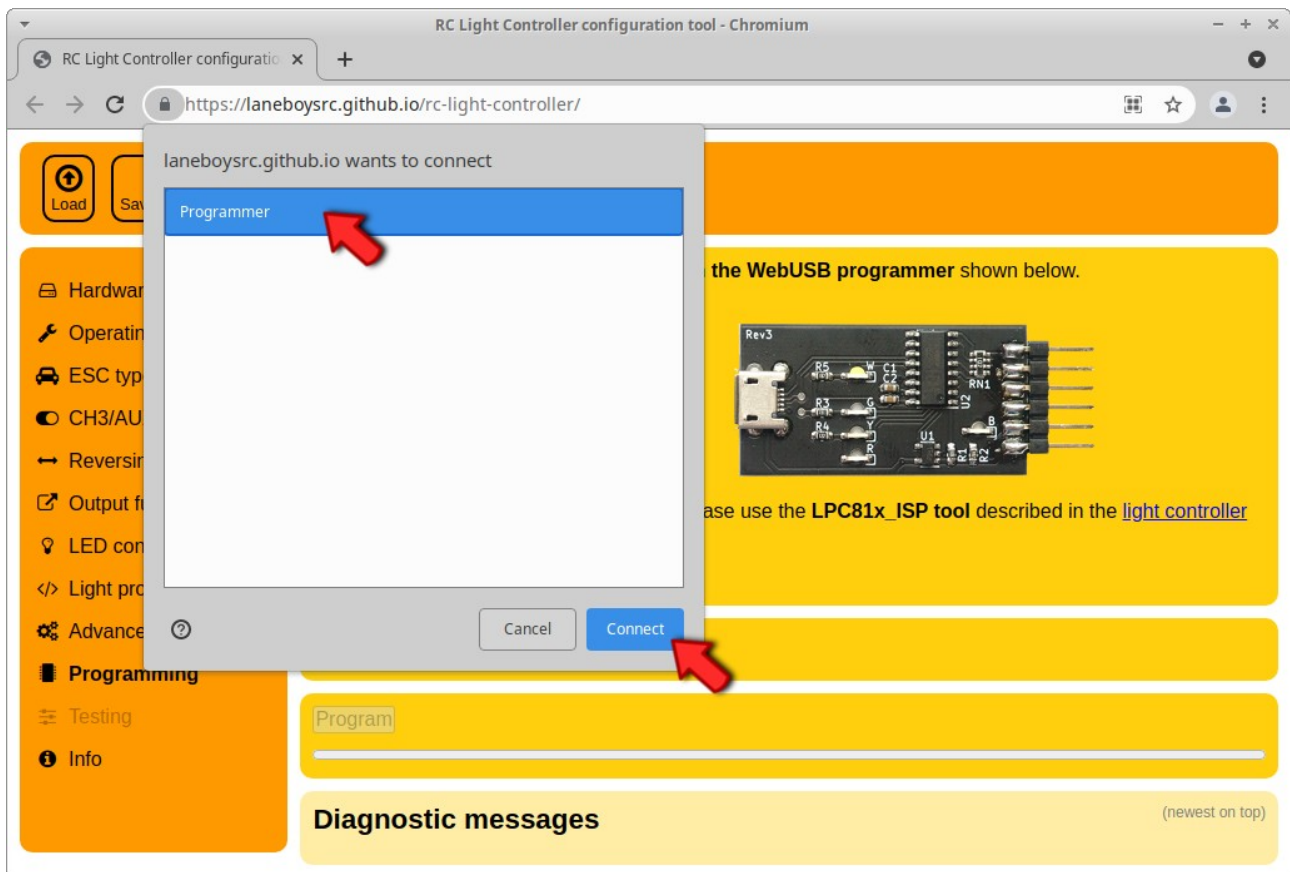 RC Light Controller configuration tool - Chromium
RC Light Controller configuratio
https://laneboysrc.github.io/rc-light-controller/
laneboysrc.github.io wants to connect
Load
Sav
Programmer
the WebUSB programmer shown below.
Hardwar
Operatin
ESC typ
CH3/AU
Reversin
Output fu
LED con
Light pro
Advance
Programming
Testing
Info
Rev3
R5
W
C1
C2
RN1
R3
G
U2
R4
Y
U1
B
R
R1
R2
ase use the LPC81x_ISP tool described in the light controller
Cancel
Connect
Program
Diagnostic messages
(newest on top)